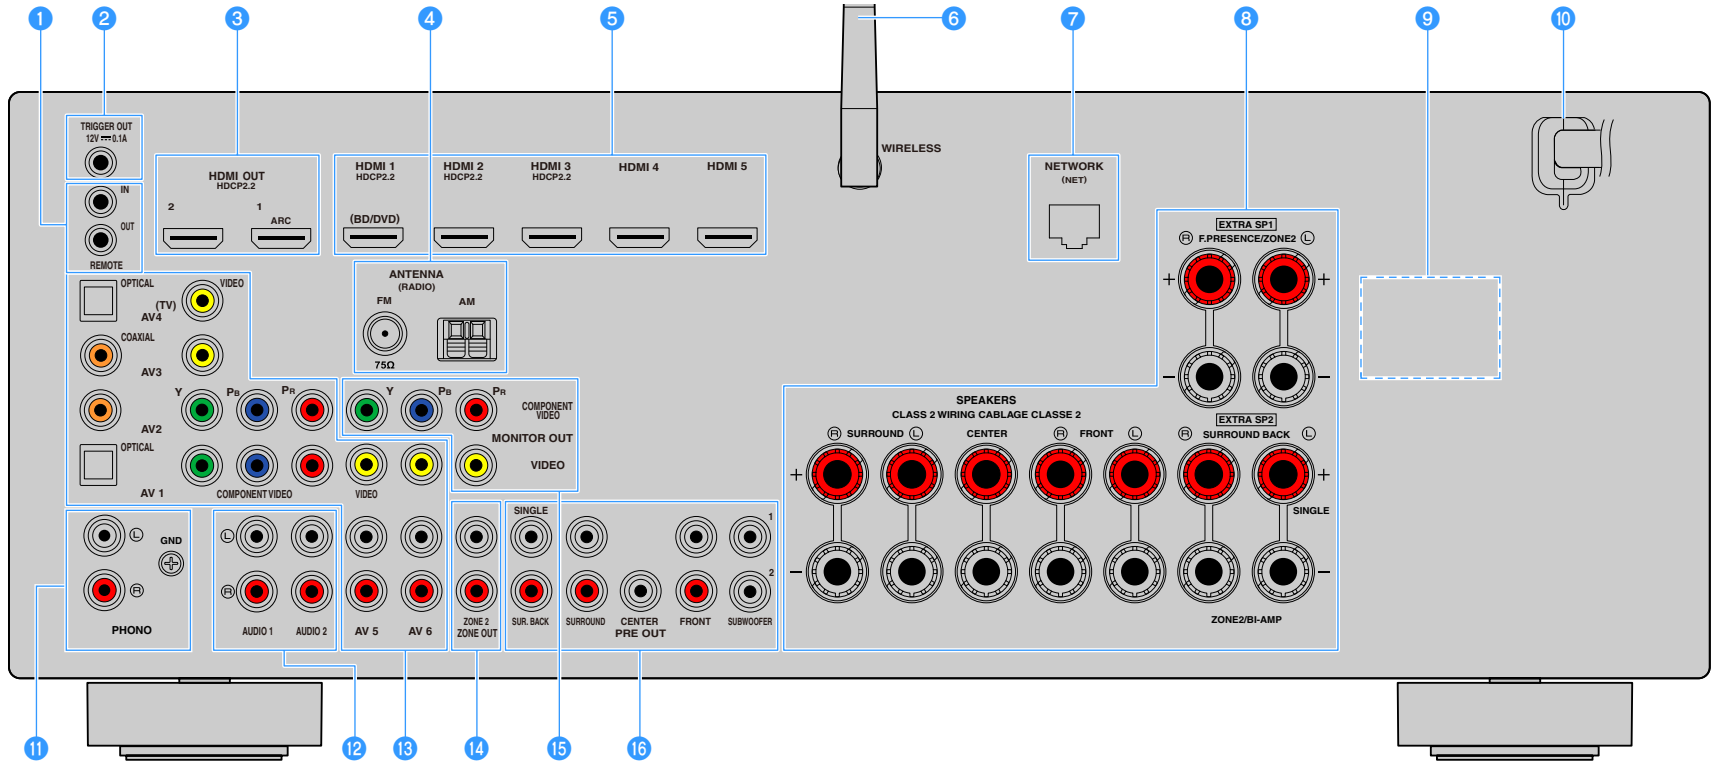 1 2 3 4 5 6 7 8 9 10
TRIGGER OUT
12V 0.1A
IN
OUT
REMOTE
HDMI OUT
HDCP2.2
2 1
ARC
HDMI 1 HDMI 2 HDMI 3 HDMI 4 HDMI 5
HDCP2.2 HDCP2.2 HDCP2.2
(BD/DVD)
WIRELESS
NETWORK
(NET)
ANTENNA
(RADIO)
FM AM
75Ω
OPTICAL VIDEO
(TV)
AV4
COAXIAL
AV3
Y PB PR Y PB PR
AV2
COMPONENT
VIDEO
MONITOR OUT
VIDEO
OPTICAL
AV 1
COMPONENT VIDEO VIDEO
EXTRA SP1
R F.PRESENCE/ZONE2 L
+ +
– –
SPEAKERS
CLASS 2 WIRING CABLAGE CLASSE 2
EXTRA SP2
R SURROUND L CENTER R FRONT L R SURROUND BACK L
+ +
SINGLE
– –
ZONE2/BI-AMP
L
GND
R
PHONO
L
R
AUDIO 1 AUDIO 2
AV 5 AV 6
ZONE 2
ZONE OUT
SINGLE
1
2
SUR. BACK SURROUND CENTER FRONT SUBWOOFER
PRE OUT
11 12 13 14 15 16